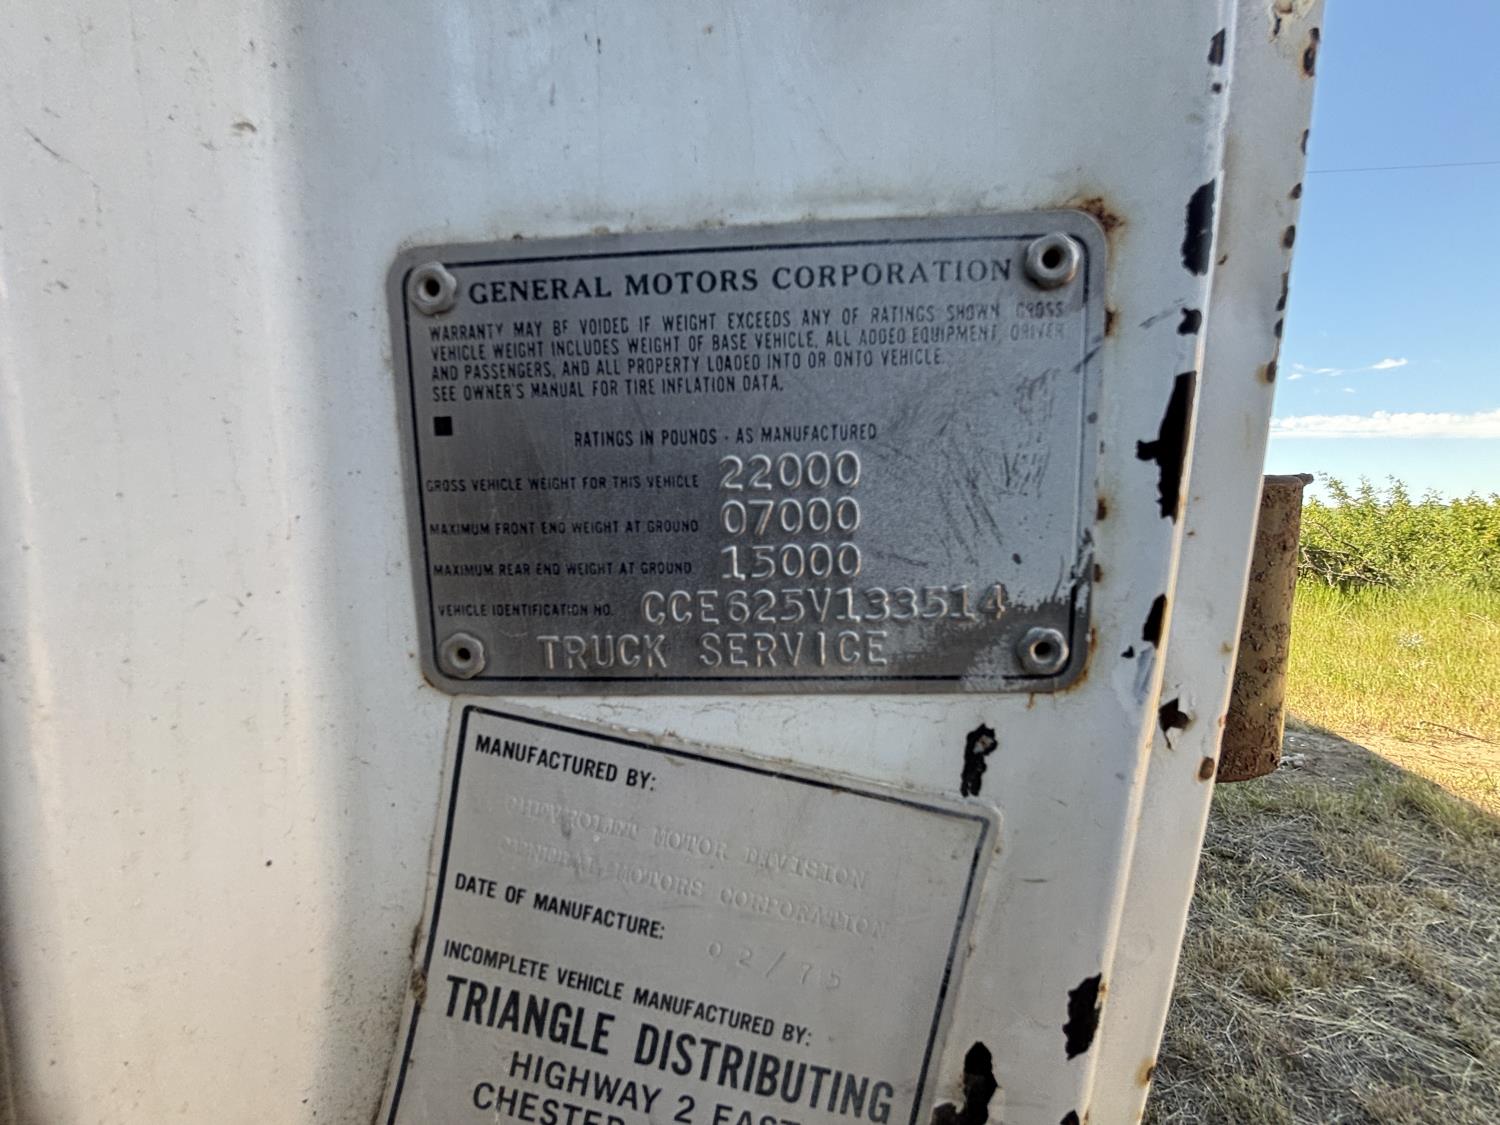 GENERAL MOTORS CORPORATION
WARRANTY MAY BE VOIDED IF WEIGHT EXCEEDS ANY OF RATINGS SHOWN. GROSS
VEHICLE WEIGHT INCLUDES WEIGHT OF BASE VEHICLE, ALL ADDED EQUIPMENT, DRIVER
AND PASSENGERS, AND ALL PROPERTY LOADED INTO OR ONTO VEHICLE.
SEE OWNER'S MANUAL FOR TIRE INFLATION DATA.
RATINGS IN POUNDS - AS MANUFACTURED
GROSS VEHICLE WEIGHT FOR THIS VEHICLE 22000
MAXIMUM FRONT END WEIGHT AT GROUND 07000
MAXIMUM REAR END WEIGHT AT GROUND 15000
VEHICLE IDENTIFICATION NO. CCE625V133514
TRUCK SERVICE
MANUFACTURED BY:
CHEVROLET MOTOR DIVISION
GENERAL MOTORS CORPORATION
DATE OF MANUFACTURE: 02/75
INCOMPLETE VEHICLE MANUFACTURED BY:
TRIANGLE DISTRIBUTING
HIGHWAY 2 EAST
CHESTER